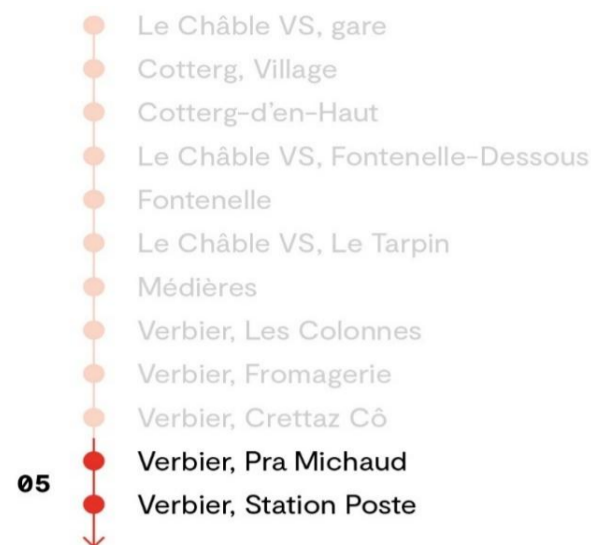 Le Châble VS, gare
Cotterg, Village
Cotterg-d'en-Haut
Le Châble VS, Fontenelle-Dessous
Fontenelle
Le Châble VS, Le Tarpin
Médières
Verbier, Les Colonnes
Verbier, Fromagerie
Verbier, Crettaz Cô
Verbier, Pra Michaud
05 Verbier, Station Poste